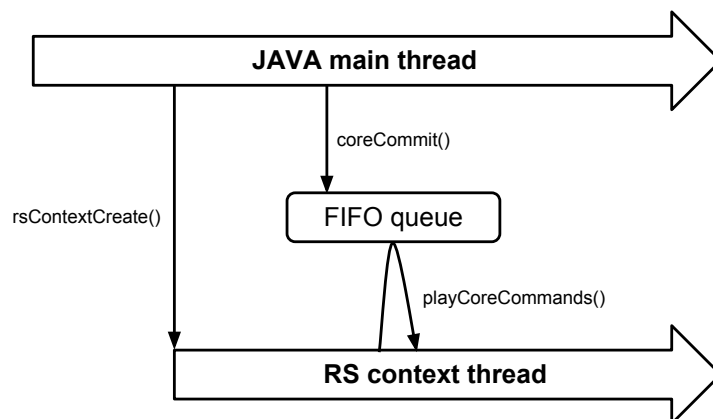 JAVA main thread
coreCommit()
rsContextCreate()
FIFO queue
playCoreCommands()
RS context thread